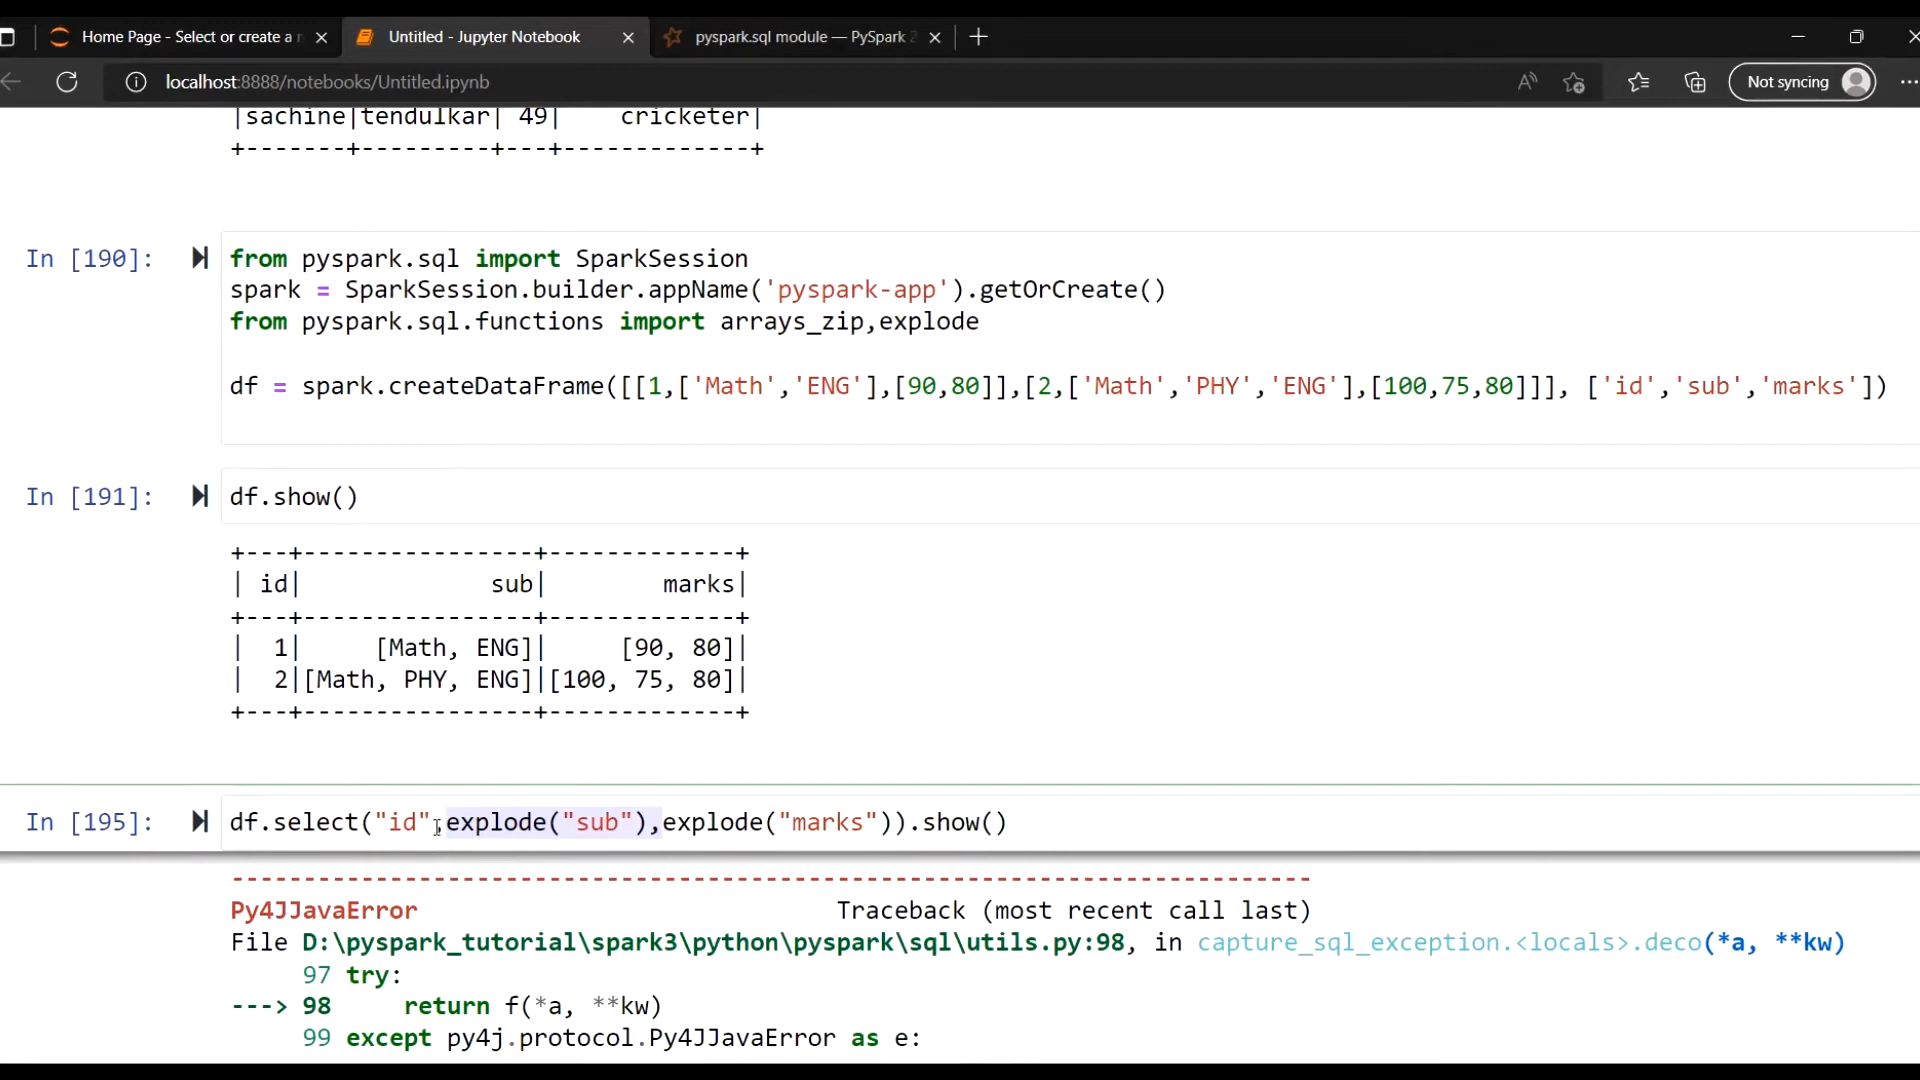 Home Page - Select or create a n
Untitled - Jupyter Notebook
pyspark.sql module — PySpark 2
localhost:8888/notebooks/Untitled.ipynb
Not syncing
|sachine|tendulkar| 49|    cricketer|
+-------+---------+---+-------------+
In [190]:
from pyspark.sql import SparkSession
spark = SparkSession.builder.appName('pyspark-app').getOrCreate()
from pyspark.sql.functions import arrays_zip,explode
df = spark.createDataFrame([[1,['Math','ENG'],[90,80]],[2,['Math','PHY','ENG'],[100,75,80]]], ['id','sub','marks'])
In [191]:
df.show()
+---+----------------+-------------+
| id|             sub|        marks|
+---+----------------+-------------+
|  1|     [Math, ENG]|     [90, 80]|
|  2|[Math, PHY, ENG]|[100, 75, 80]|
+---+----------------+-------------+
In [195]:
df.select("id",explode("sub"),explode("marks")).show()
---------------------------------------------------------------------------
Py4JJavaError                             Traceback (most recent call last)
File D:\pyspark_tutorial\spark3\python\pyspark\sql\utils.py:98, in capture_sql_exception.<locals>.deco(*a, **kw)
     97 try:
---> 98     return f(*a, **kw)
     99 except py4j.protocol.Py4JJavaError as e: